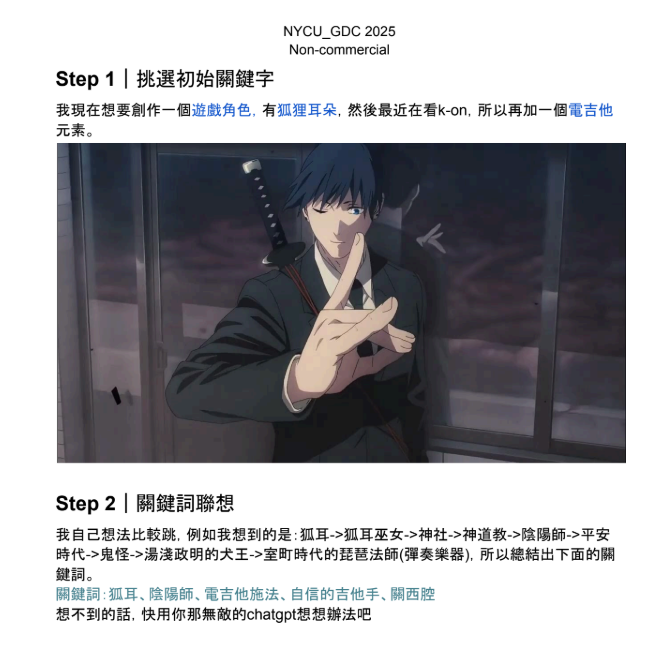 NYCU_GDC 2025
Non-commercial
Step 1｜挑選初始關鍵字
我現在想要創作一個遊戲角色, 有狐狸耳朵, 然後最近在看k-on, 所以再加一個電吉他
元素。
Step 2｜關鍵詞聯想
我自己想法比較跳, 例如我想到的是:狐耳->狐耳巫女->神社->神道教->陰陽師->平安
時代->鬼怪->湯淺政明的犬王->室町時代的琵琶法師(彈奏樂器), 所以總結出下面的關
鍵詞。
關鍵詞:狐耳、陰陽師、電吉他施法、自信的吉他手、關西腔
想不到的話, 快用你那無敵的chatgpt想想辦法吧